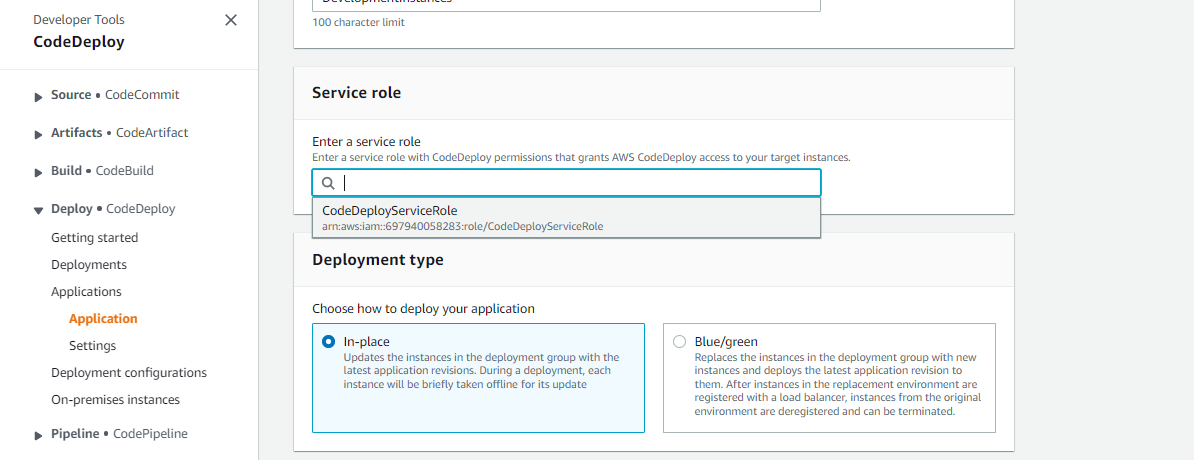 Developer Tools
CodeDeploy
Source • CodeCommit
Artifacts • CodeArtifact
Build • CodeBuild
Deploy • CodeDeploy
Getting started
Deployments
Applications
Application
Settings
Deployment configurations
On-premises instances
Pipeline • CodePipeline
DevelopmentInstances
100 character limit
Service role
Enter a service role
Enter a service role with CodeDeploy permissions that grants AWS CodeDeploy access to your target instances.
CodeDeployServiceRole
arn:aws:iam::697940058283:role/CodeDeployServiceRole
Deployment type
Choose how to deploy your application
In-place
Updates the instances in the deployment group with the
latest application revisions. During a deployment, each
instance will be briefly taken offline for its update
Blue/green
Replaces the instances in the deployment group with new
instances and deploys the latest application revision to
them. After instances in the replacement environment are
registered with a load balancer, instances from the original
environment are deregistered and can be terminated.